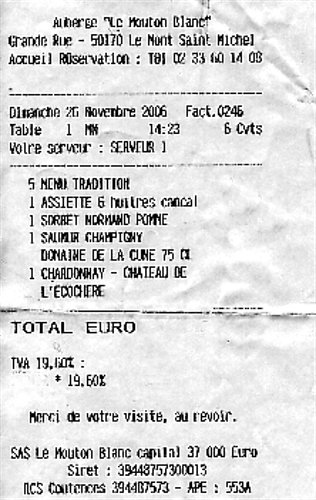 Auberge "Le Mouton Blanc"
Grande Rue - 50170 Le Mont Saint Michel
Accueil Réservation : Tél 02 33 60 14 08
Dimanche 26 Novembre 2006 Fact.0246
Table 1 MM 14:23 6 Cvts
Votre serveur : SERVEUR 1
5 MENU TRADITION
1 ASSIETTE 6 huitres cancal
1 SORBET NORMAND POMME
1 SAUMUR CHAMPIGNY
DOMAINE DE LA CUNE 75 CL
1 CHARDONNAY - CHATEAU DE
L'ECOCHERE
TOTAL EURO
TVA 19,60% :
* 19,60%
Merci de votre visite, au revoir.
SAS Le Mouton Blanc capital 37 000 Euro
Siret : 39448757300013
RCS Coutences 394487573 - APE : 553A